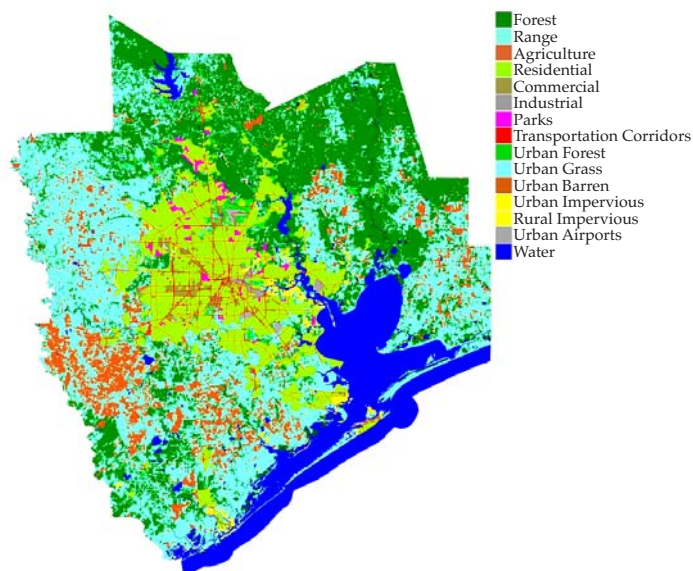 Forest
Range
Agriculture
Residential
Commercial
Industrial
Parks
Transportation Corridors
Urban Forest
Urban Grass
Urban Barren
Urban Impervious
Rural Impervious
Urban Airports
Water